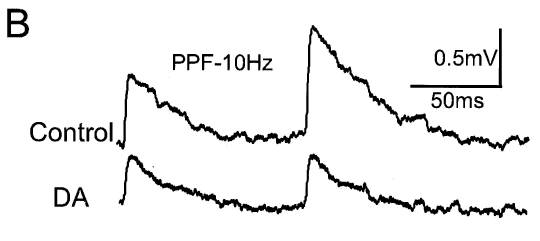 B
PPF-10Hz
0.5mV
50ms
Control
DA